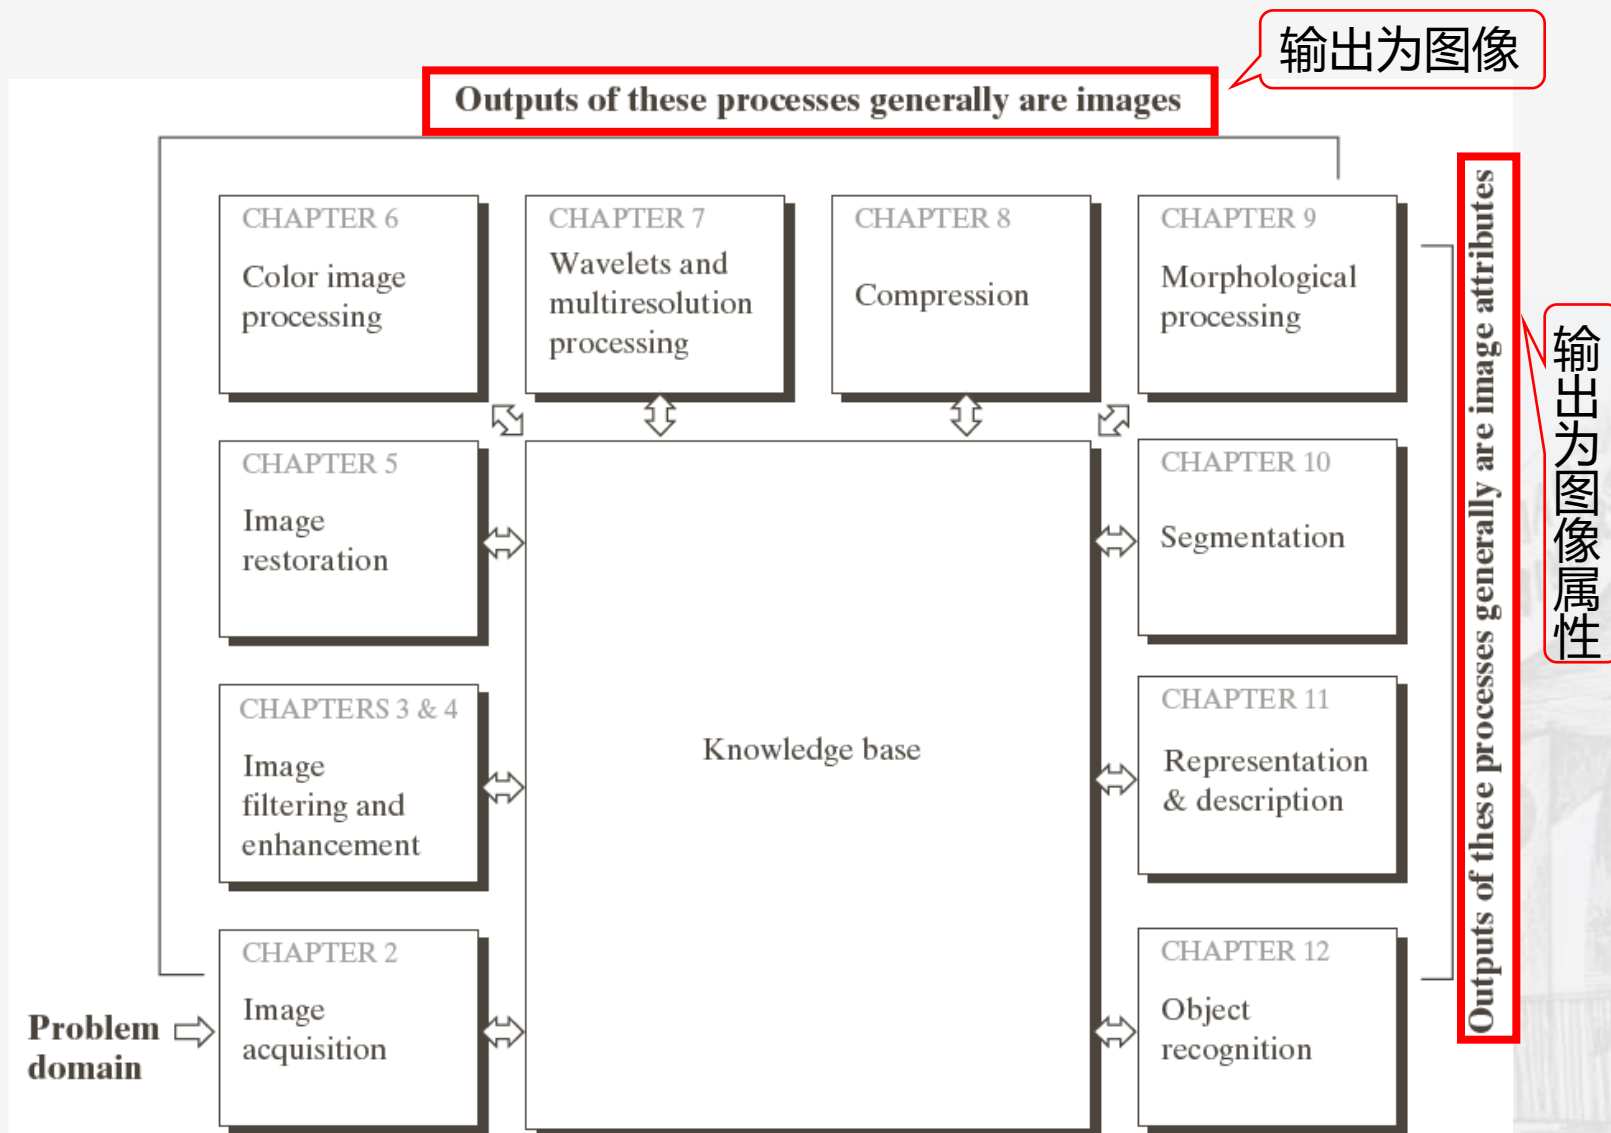 输出为图像
Outputs of these processes generally are images
CHAPTER 6
Color image
processing
CHAPTER 7
Wavelets and
multiresolution
processing
CHAPTER 8
Compression
CHAPTER 9
Morphological
processing
CHAPTER 5
Image
restoration
CHAPTER 10
Segmentation
CHAPTERS 3 & 4
Image
filtering and
enhancement
Knowledge base
CHAPTER 11
Representation
& description
CHAPTER 2
Image
acquisition
CHAPTER 12
Object
recognition
Problem
domain
Outputs of these processes generally are image attributes
输出为图像属性